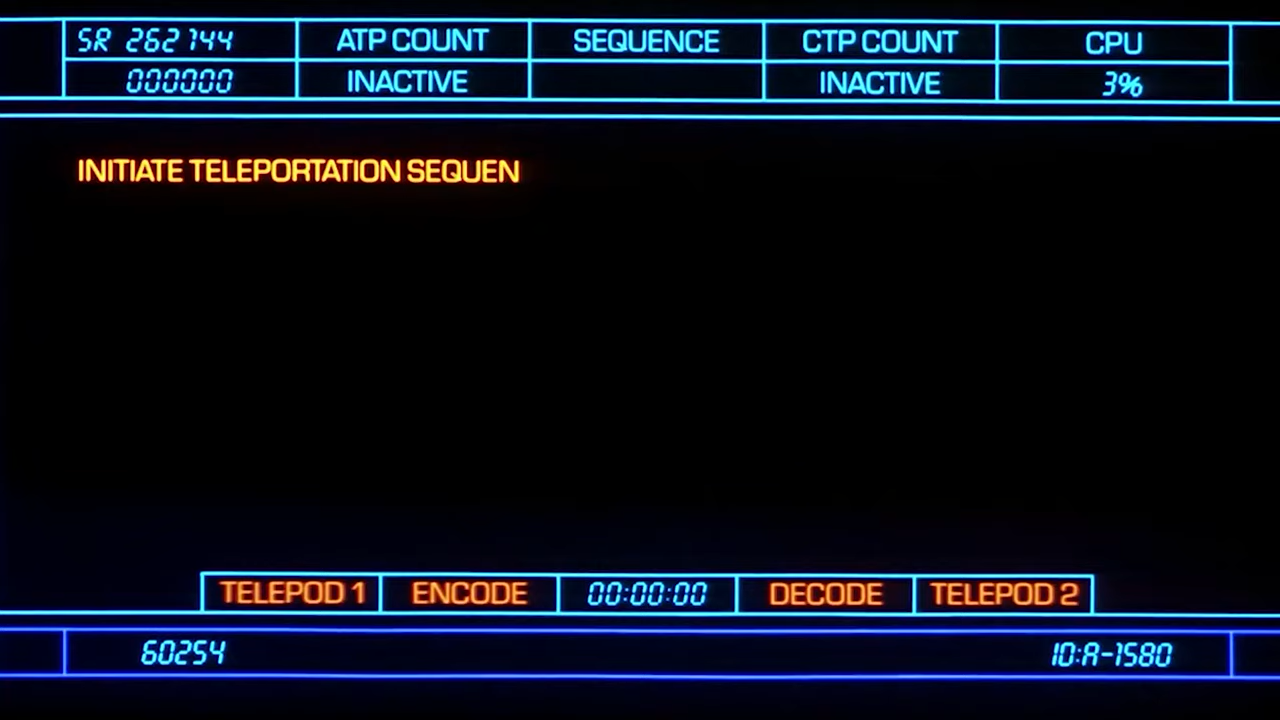 SR 262144 ATP COUNT SEQUENCE CTP COUNT CPU
000000 INACTIVE INACTIVE 3%
INITIATE TELEPORTATION SEQUEN
TELEPOD 1 ENCODE 00:00:00 DECODE TELEPOD 2
60254 ID:A-1580